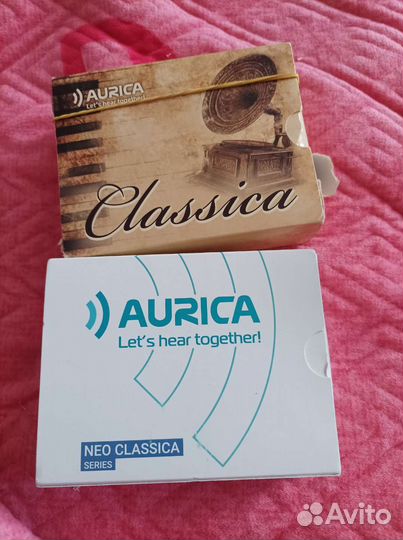 AURICA
Let's hear together!
Classica
AURICA
Let's hear together!
NEO CLASSICA
SERIES
Avito